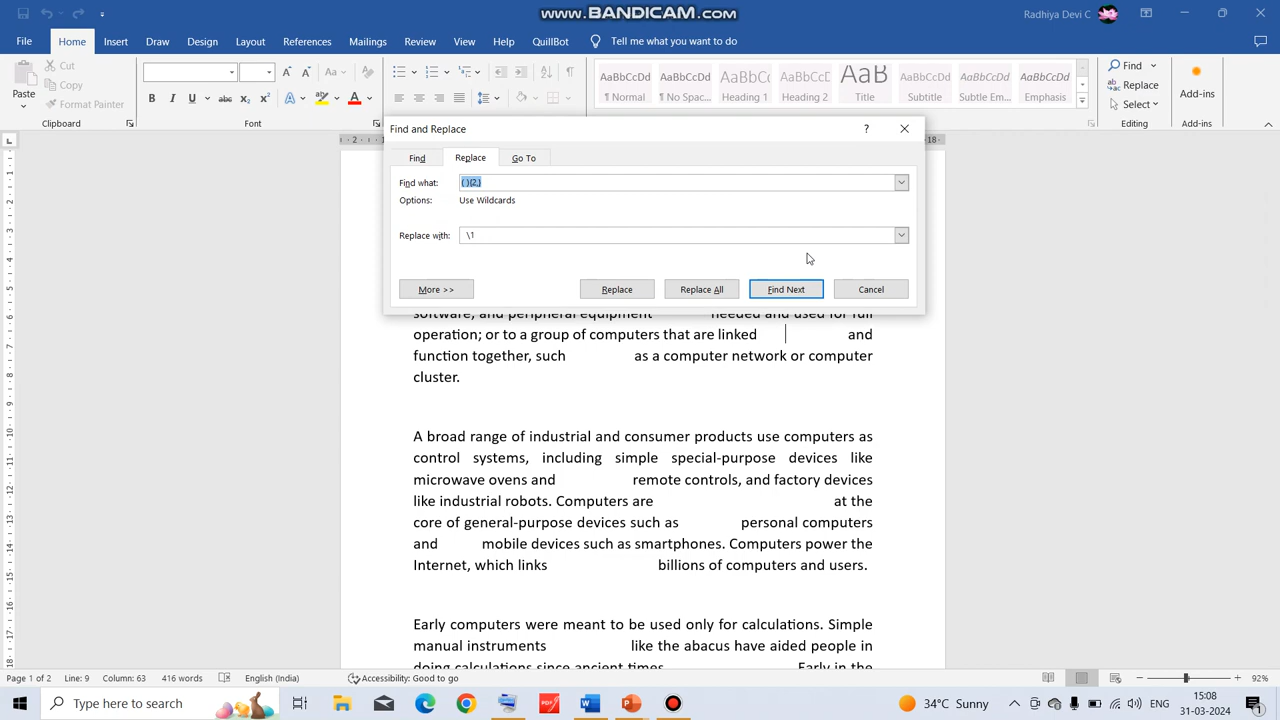 www.BANDICAM.com
Radhiya Devi C
File Home Insert Draw Design Layout References Mailings Review View QuillBot Tell me what you want to do
Paste
Cut
Copy
Format Painter
Clipboard
B I U abc x₂ x² A A
Aa
Font
Paragraph
AaBbCcDd AaBbCcDd AaBbCc AaBbCcD AaB AaBbCcD AaBbCcDd AaBbCcDd
¶ Normal ¶ No Spac... Heading 1 Heading 2 Title Subtitle Subtle Em... Emphasis
Styles
Find
Replace
Select
Editing
Add-ins
Add-ins
Find and Replace
Find Replace Go To
Find what: ( ){2,}
Options: Use Wildcards
Replace with: \1
More >> Replace Replace All Find Next Cancel
software, and peripheral equipment needed and used for full
operation; or to a group of computers that are linked and
function together, such as a computer network or computer
cluster.
A broad range of industrial and consumer products use computers as
control systems, including simple special-purpose devices like
microwave ovens and remote controls, and factory devices
like industrial robots. Computers are at the
core of general-purpose devices such as personal computers
and mobile devices such as smartphones. Computers power the
Internet, which links billions of computers and users.
Early computers were meant to be used only for calculations. Simple
manual instruments like the abacus have aided people in
doing calculations since ancient times. Early in the
Page 1 of 2 Line: 9 Column: 63 416 words English (India) Accessibility: Good to go 92%
Type here to search
34°C Sunny
ENG
15:08
31-03-2024